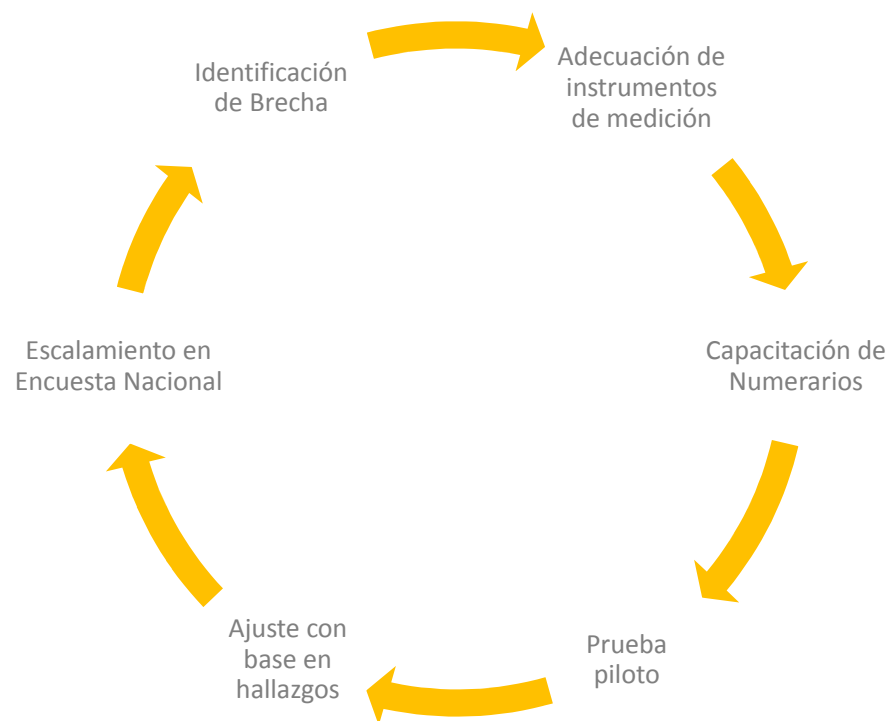 Identificación
de Brecha
Adecuación de
instrumentos
de medición
Capacitación de
Numerarios
Prueba
piloto
Ajuste con
base en
hallazgos
Escalamiento en
Encuesta Nacional